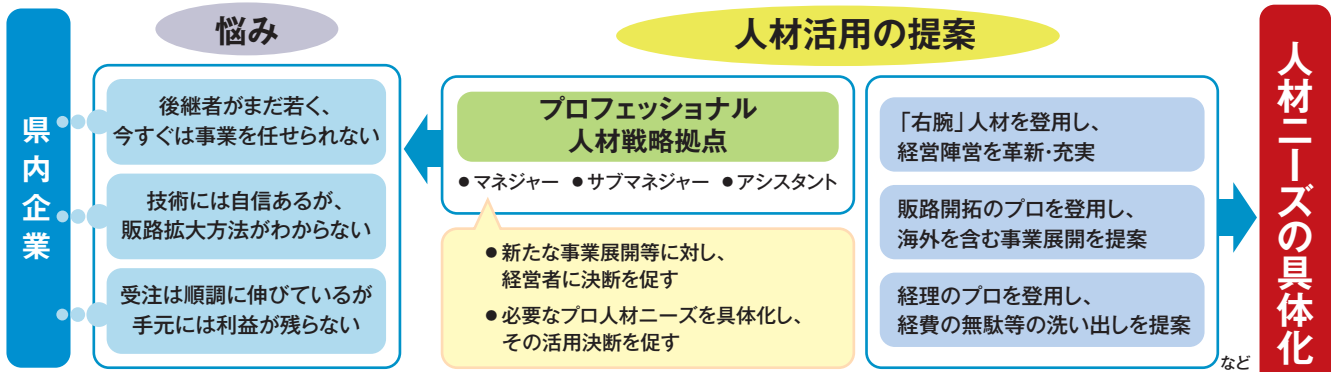 悩み
人材活用の提案
県内企業
後継者がまだ若く、
今すぐは事業を任せられない
技術には自信あるが、
販路拡大方法がわからない
受注は順調に伸びているが
手元には利益が残らない
プロフェッショナル
人材戦略拠点
●マネジャー ●サブマネジャー ●アシスタント
●新たな事業展開等に対し、
経営者に決断を促す
●必要なプロ人材ニーズを具体化し、
その活用決断を促す
「右腕」人材を登用し、
経営陣営を革新・充実
販路開拓のプロを登用し、
海外を含む事業展開を提案
経理のプロを登用し、
経費の無駄等の洗い出しを提案
など
人材ニーズの具体化